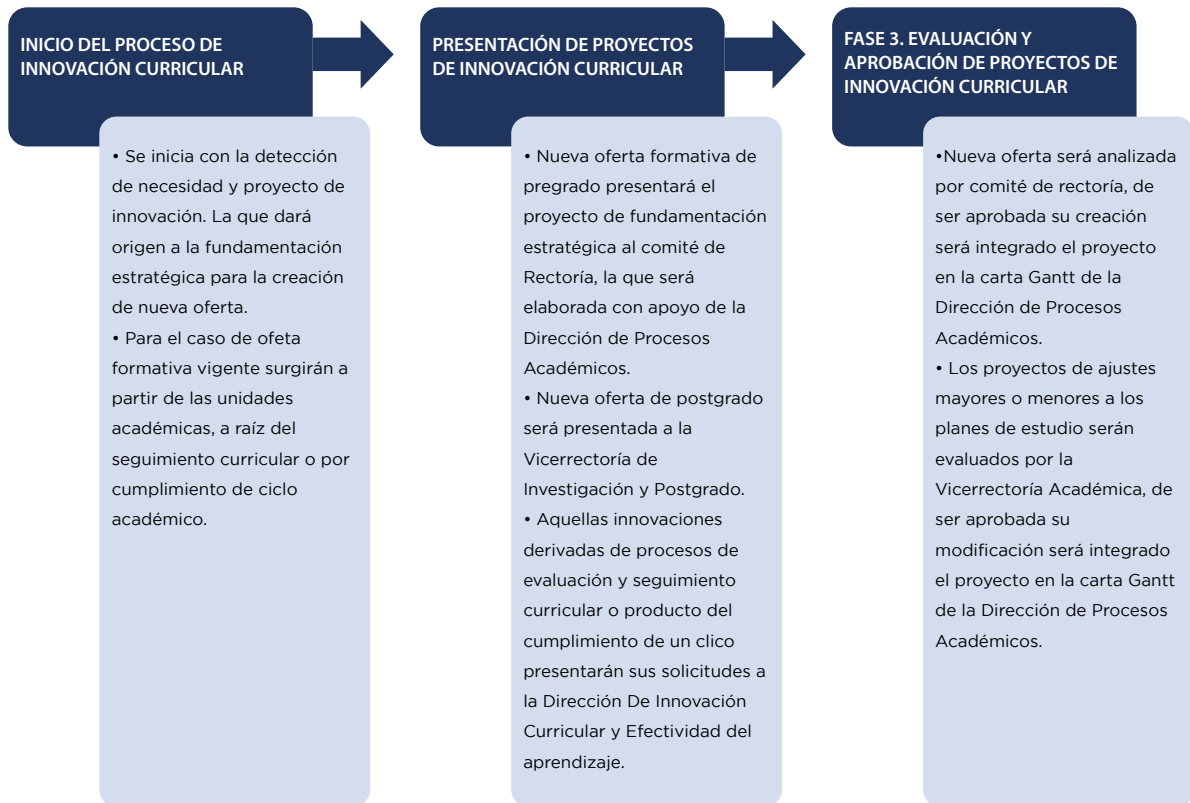 INICIO DEL PROCESO DE
INNOVACIÓN CURRICULAR
• Se inicia con la detección
de necesidad y proyecto de
innovación. La que dará
origen a la fundamentación
estratégica para la creación
de nueva oferta.
• Para el caso de ofeta
formativa vigente surgirán a
partir de las unidades
académicas, a raíz del
seguimiento curricular o por
cumplimiento de ciclo
académico.
PRESENTACIÓN DE PROYECTOS
DE INNOVACIÓN CURRICULAR
• Nueva oferta formativa de
pregrado presentará el
proyecto de fundamentación
estratégica al comité de
Rectoría, la que será
elaborada con apoyo de la
Dirección de Procesos
Académicos.
• Nueva oferta de postgrado
será presentada a la
Vicerrectoría de
Investigación y Postgrado.
• Aquellas innovaciones
derivadas de procesos de
evaluación y seguimiento
curricular o producto del
cumplimiento de un clico
presentarán sus solicitudes a
la Dirección De Innovación
Curricular y Efectividad del
aprendizaje.
FASE 3. EVALUACIÓN Y
APROBACIÓN DE PROYECTOS DE
INNOVACIÓN CURRICULAR
•Nueva oferta será analizada
por comité de rectoría, de
ser aprobada su creación
será integrado el proyecto
en la carta Gantt de la
Dirección de Procesos
Académicos.
• Los proyectos de ajustes
mayores o menores a los
planes de estudio serán
evaluados por la
Vicerrectoría Académica, de
ser aprobada su
modificación será integrado
el proyecto en la carta Gantt
de la Dirección de Procesos
Académicos.